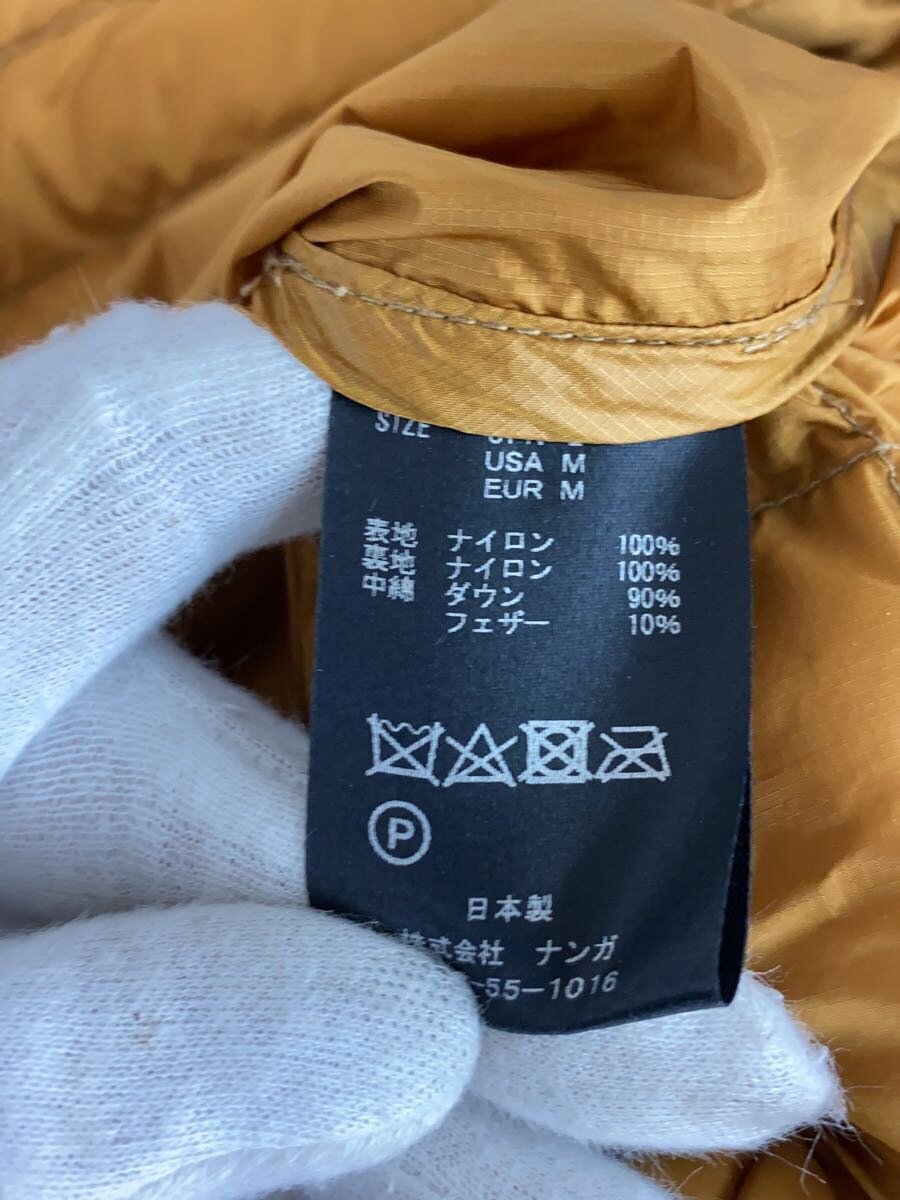 SIZE
USA M
EUR M
表地 ナイロン 100%
裏地 ナイロン 100%
中綿 ダウン 90%
フェザー 10%
P
日本製
株式会社 ナンガ
-55-1016